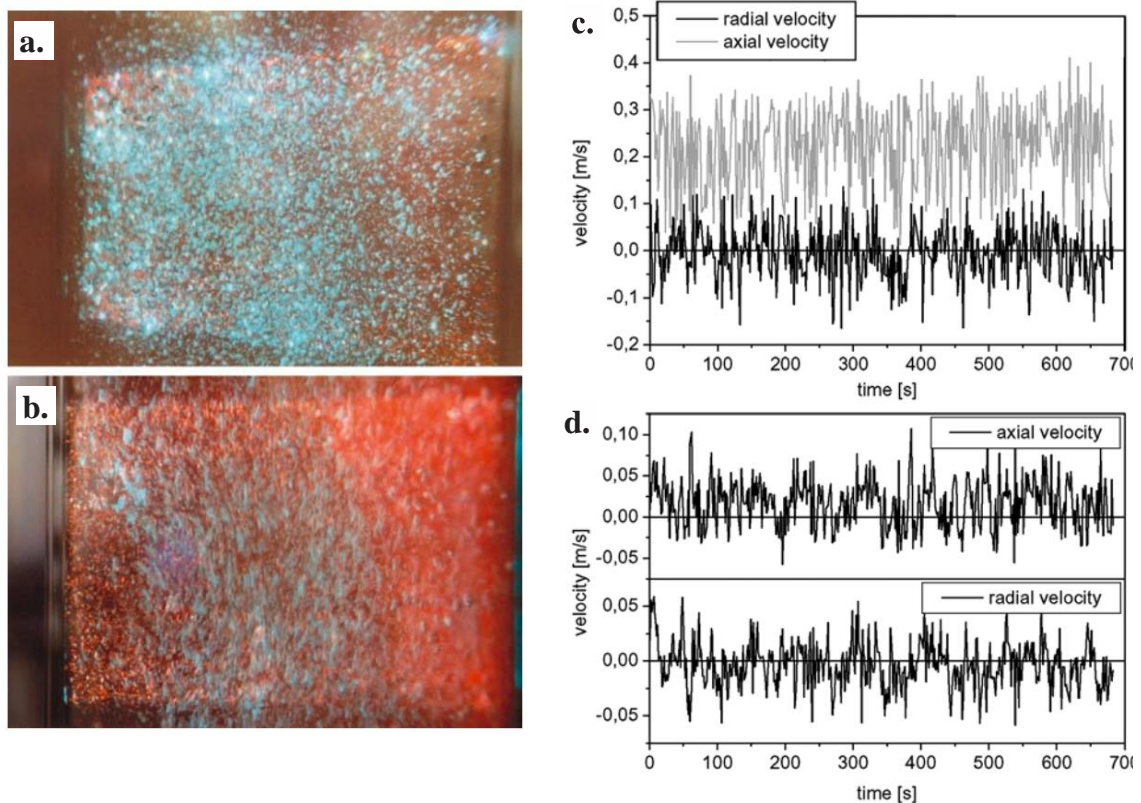 a.
b.
c.
radial velocity
axial velocity
velocity [m/s]
0,5
0,4
0,3
0,2
0,1
0,0
-0,1
-0,2
0 100 200 300 400 500 600 700
time [s]
d.
axial velocity
velocity [m/s]
0,10
0,05
0,00
-0,05
radial velocity
velocity [m/s]
0,05
0,00
-0,05
0 100 200 300 400 500 600 700
time [s]